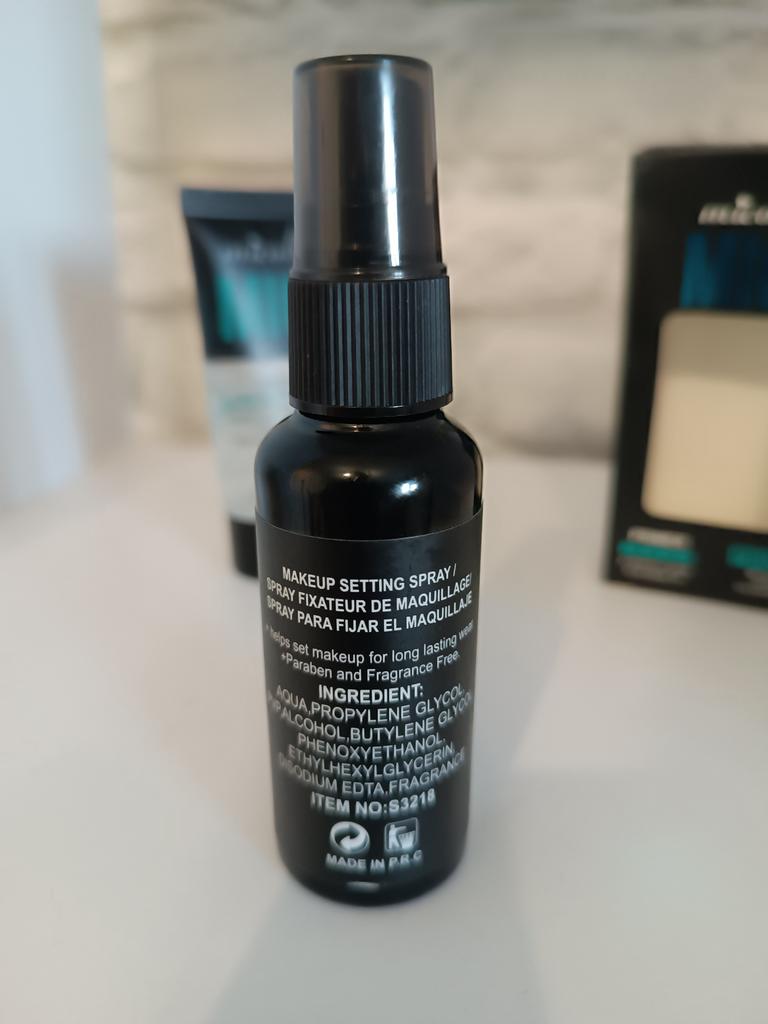 MAKEUP SETTING SPRAY /
SPRAY FIXATEUR DE MAQUILLAGE/
SPRAY PARA FIJAR EL MAQUILLAJE
+ helps set makeup for long lasting wear
+Paraben and Fragrance Free.
INGREDIENT:
AQUA,PROPYLENE GLYCOL,
PVP,ALCOHOL,BUTYLENE GLYCOL,
PHENOXYETHANOL,
ETHYLHEXYLGLYCERIN,
DISODIUM EDTA,FRAGRANCE
ITEM NO:S3218
MADE IN P.R.C